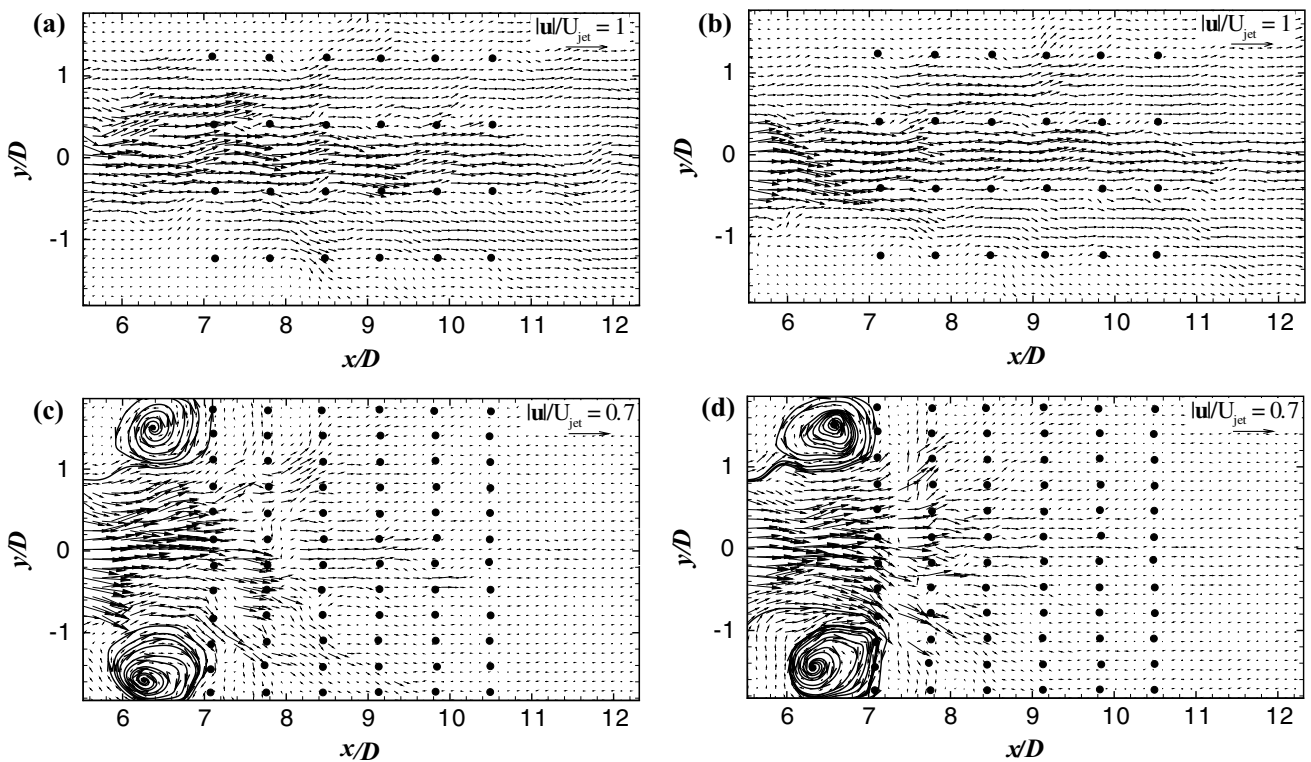 (a)
|u|/U_jet = 1
y/D
1
0
-1
6 7 8 9 10 11 12
x/D
(b)
|u|/U_jet = 1
y/D
1
0
-1
6 7 8 9 10 11 12
x/D
(c)
|u|/U_jet = 0.7
y/D
1
0
-1
6 7 8 9 10 11 12
x/D
(d)
|u|/U_jet = 0.7
y/D
1
0
-1
6 7 8 9 10 11 12
x/D